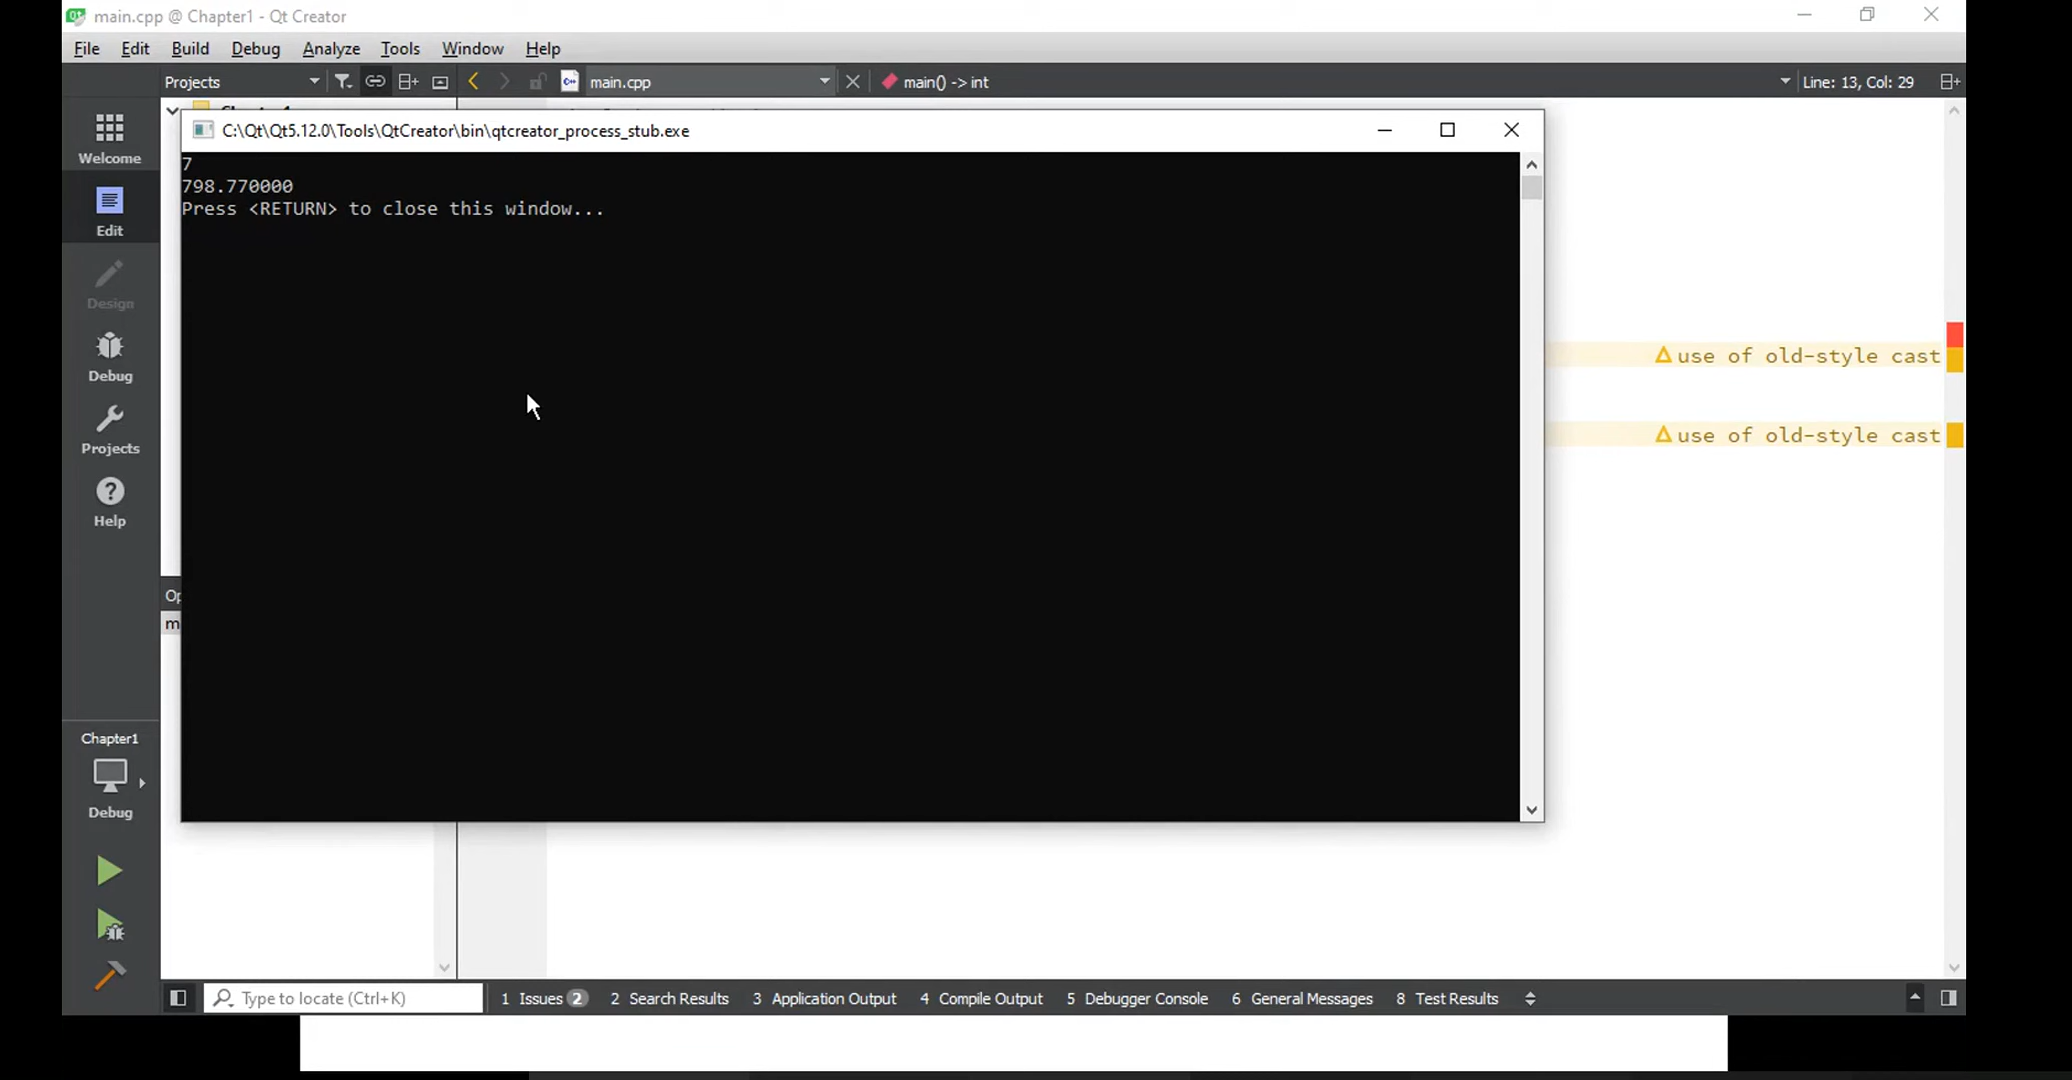 main.cpp @ Chapter1 - Qt Creator
File Edit Build Debug Analyze Tools Window Help
Projects main.cpp main() -> int Line: 13, Col: 29
C:\Qt\Qt5.12.0\Tools\QtCreator\bin\qtcreator_process_stub.exe
7
798.770000
Press <RETURN> to close this window...
Welcome
Edit
Design
Debug
Projects
Help
use of old-style cast
use of old-style cast
Chapter1
Debug
Type to locate (Ctrl+K) 1 Issues 2 2 Search Results 3 Application Output 4 Compile Output 5 Debugger Console 6 General Messages 8 Test Results